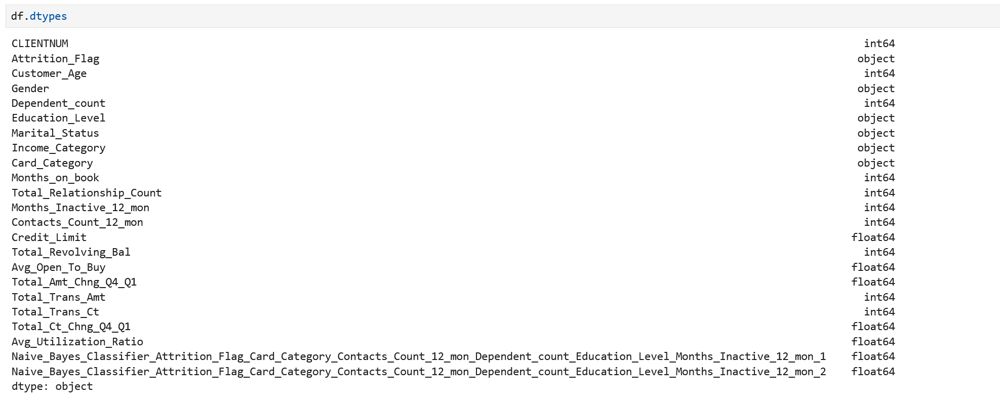 df.dtypes
CLIENTNUM int64
Attrition_Flag object
Customer_Age int64
Gender object
Dependent_count int64
Education_Level object
Marital_Status object
Income_Category object
Card_Category object
Months_on_book int64
Total_Relationship_Count int64
Months_Inactive_12_mon int64
Contacts_Count_12_mon int64
Credit_Limit float64
Total_Revolving_Bal int64
Avg_Open_To_Buy float64
Total_Amt_Chng_Q4_Q1 float64
Total_Trans_Amt int64
Total_Trans_Ct int64
Total_Ct_Chng_Q4_Q1 float64
Avg_Utilization_Ratio float64
Naive_Bayes_Classifier_Attrition_Flag_Card_Category_Contacts_Count_12_mon_Dependent_count_Education_Level_Months_Inactive_12_mon_1 float64
Naive_Bayes_Classifier_Attrition_Flag_Card_Category_Contacts_Count_12_mon_Dependent_count_Education_Level_Months_Inactive_12_mon_2 float64
dtype: object